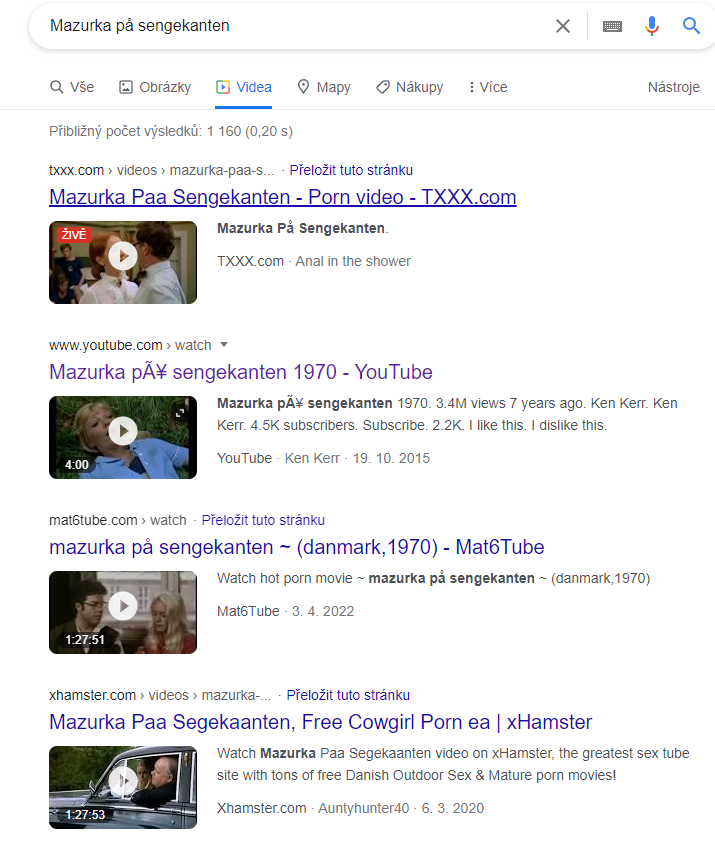 Mazurka på sengekanten
Vše Obrázky Videa Mapy Nákupy Více Nástroje
Přibližný počet výsledků: 1 160 (0,20 s)
txxx.com › videos › mazurka-paa-s... · Přeložit tuto stránku
Mazurka Paa Sengekanten - Porn video - TXXX.com
ŽIVĚ
Mazurka På Sengekanten.
TXXX.com · Anal in the shower
www.youtube.com › watch
Mazurka pÃ¥ sengekanten 1970 - YouTube
Mazurka pÃ¥ sengekanten 1970. 3.4M views 7 years ago. Ken Kerr. Ken
Kerr. 4.5K subscribers. Subscribe. 2.2K. I like this. I dislike this.
4:00
YouTube · Ken Kerr · 19. 10. 2015
mat6tube.com › watch · Přeložit tuto stránku
mazurka på sengekanten ~ (danmark,1970) - Mat6Tube
Watch hot porn movie ~ mazurka på sengekanten ~ (danmark,1970)
Mat6Tube · 3. 4. 2022
1:27:51
xhamster.com › videos › mazurka-... · Přeložit tuto stránku
Mazurka Paa Segekaanten, Free Cowgirl Porn ea | xHamster
Watch Mazurka Paa Segekaanten video on xHamster, the greatest sex tube
site with tons of free Danish Outdoor Sex & Mature porn movies!
Xhamster.com · Auntyhunter40 · 6. 3. 2020
1:27:53